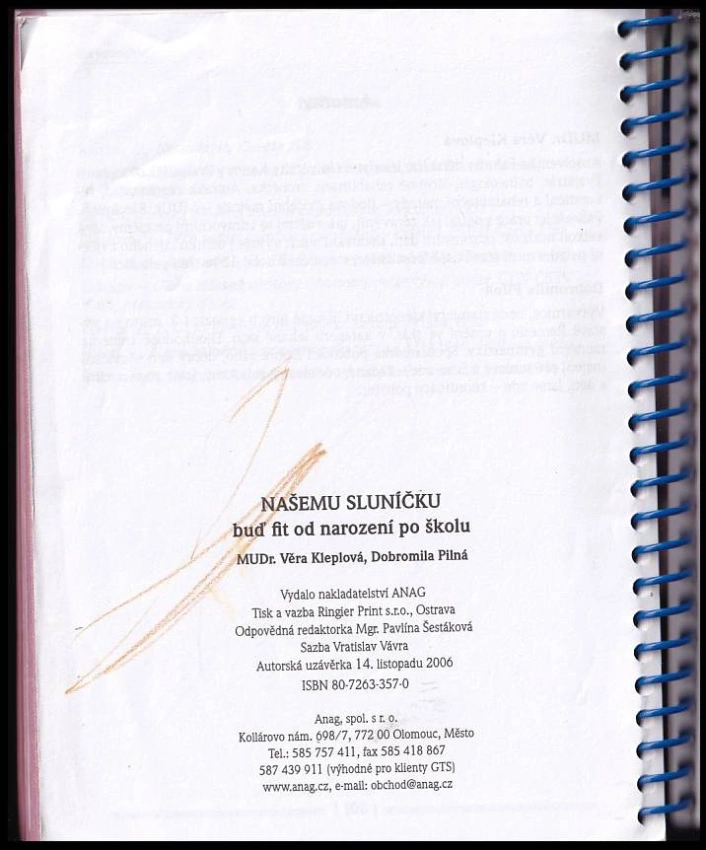 NAŠEMU SLUNÍČKU
buď fit od narození po školu
MUDr. Věra Kleplová, Dobromila Pilná
Vydalo nakladatelství ANAG
Tisk a vazba Ringier Print s.r.o., Ostrava
Odpovědná redaktorka Mgr. Pavlína Šestáková
Sazba Vratislav Vávra
Autorská uzávěrka 14. listopadu 2006
ISBN 80-7263-357-0
Anag, spol. s r. o.
Kollárovo nám. 698/7, 772 00 Olomouc, Město
Tel.: 585 757 411, fax 585 418 867
587 439 911 (výhodné pro klienty GTS)
www.anag.cz, e-mail: obchod@anag.cz